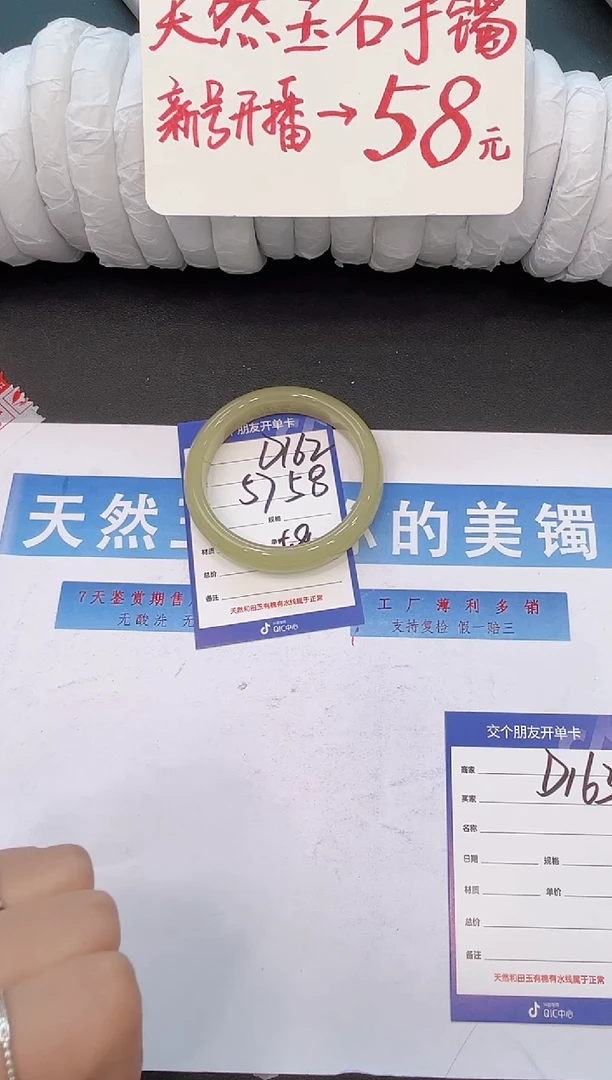 天然玉石手镯
新号开播→58元
朋友开单卡
D162
5758
规格
材质
总价
备注
天然和田玉有棉有水线属于正常
QIC中心
天然
的美镯
7天鉴赏期售
无酸洗
工厂薄利多销
支持复检 假一赔三
交个朋友开单卡
商家
D163
买家
名称
日期 规格
材质 单价
总价
备注
天然和田玉有棉有水线属于正常
QIC中心